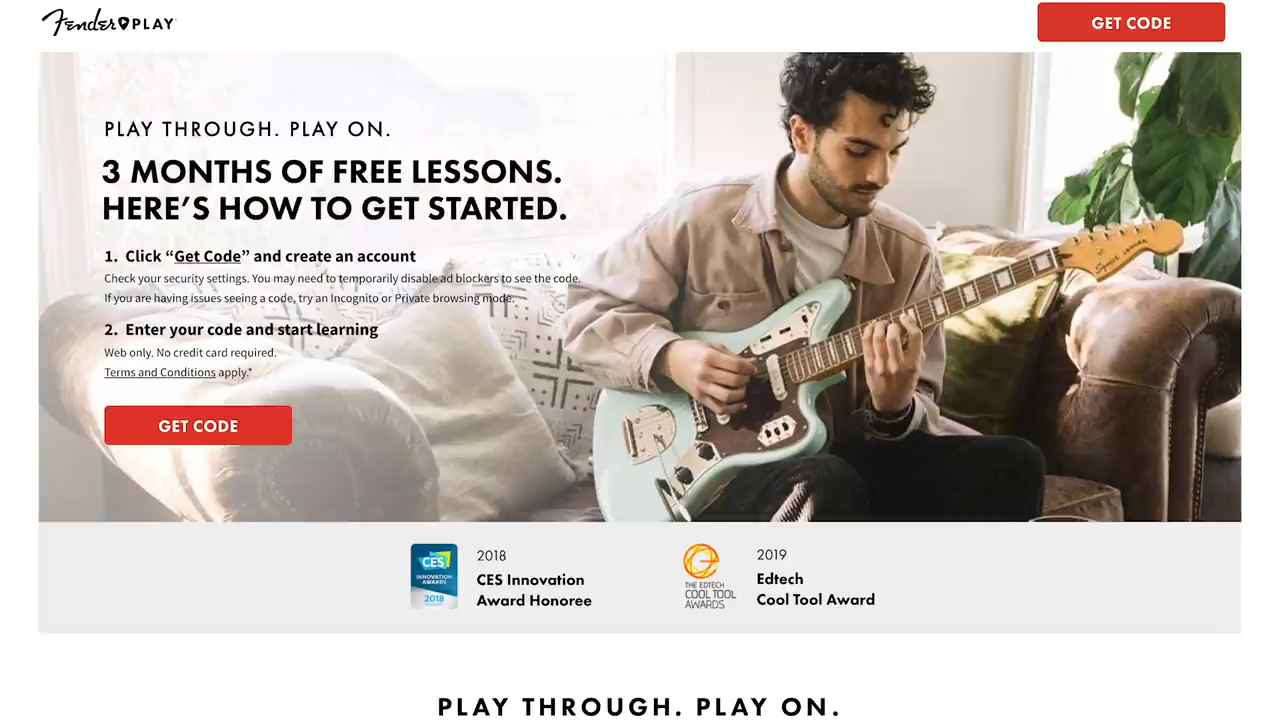 Fender PLAY
GET CODE
PLAY THROUGH. PLAY ON.
3 MONTHS OF FREE LESSONS.
HERE'S HOW TO GET STARTED.
1. Click “Get Code” and create an account
Check your security settings. You may need to temporarily disable ad blockers to see the code.
If you are having issues seeing a code, try an Incognito or Private browsing mode.
2. Enter your code and start learning
Web only. No credit card required.
Terms and Conditions apply.*
GET CODE
Squier JAGUAR
CES
INNOVATION
AWARDS
2018
2018
CES Innovation
Award Honoree
THE EDTECH
COOL TOOL
AWARDS
2019
Edtech
Cool Tool Award
PLAY THROUGH. PLAY ON.